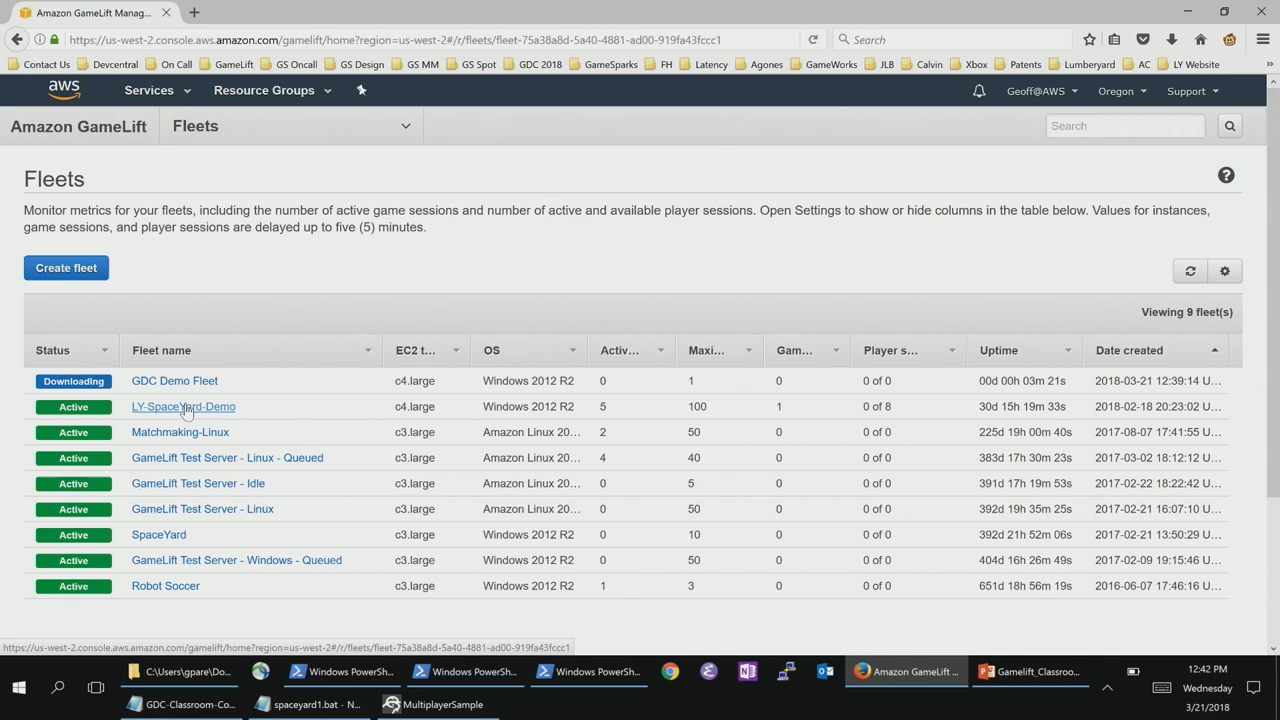 Amazon GameLift Manag...
https://us-west-2.console.aws.amazon.com/gamelift/home?region=us-west-2#/r/fleets/fleet-75a38a8d-5a40-4881-ad00-919fa43fccc1
Search
Contact Us Devcentral On Call GameLift GS Oncall GS Design GS MM GS Spot GDC 2018 GameSparks FH Latency Agones GameWorks JLB Calvin Xbox Patents Lumberyard AC LY Website
aws Services Resource Groups Geoff@AWS Oregon Support
Amazon GameLift Fleets Search
Fleets
Monitor metrics for your fleets, including the number of active game sessions and number of active and available player sessions. Open Settings to show or hide columns in the table below. Values for instances,
game sessions, and player sessions are delayed up to five (5) minutes.
Create fleet
Viewing 9 fleet(s)
Status Fleet name EC2 t... OS Activ... Maxi... Gam... Player s... Uptime Date created
Downloading GDC Demo Fleet c4.large Windows 2012 R2 0 1 0 0 of 0 00d 00h 03m 21s 2018-03-21 12:39:14 U...
Active LY-SpaceYard-Demo c4.large Windows 2012 R2 5 100 1 0 of 8 30d 15h 19m 33s 2018-02-18 20:23:02 U...
Active Matchmaking-Linux c3.large Amazon Linux 20... 2 50 0 0 of 0 225d 19h 00m 40s 2017-08-07 17:41:55 U...
Active GameLift Test Server - Linux - Queued c3.large Amazon Linux 20... 4 40 0 0 of 0 383d 17h 30m 23s 2017-03-02 18:12:12 U...
Active GameLift Test Server - Idle c3.large Amazon Linux 20... 0 5 0 0 of 0 391d 17h 19m 53s 2017-02-22 18:22:42 U...
Active GameLift Test Server - Linux c3.large Amazon Linux 20... 0 50 0 0 of 0 392d 19h 35m 25s 2017-02-21 16:07:10 U...
Active SpaceYard c3.large Windows 2012 R2 0 10 0 0 of 0 392d 21h 52m 06s 2017-02-21 13:50:29 U...
Active GameLift Test Server - Windows - Queued c3.large Windows 2012 R2 0 50 0 0 of 0 404d 16h 26m 49s 2017-02-09 19:15:46 U...
Active Robot Soccer c3.large Windows 2012 R2 1 3 0 0 of 0 651d 18h 56m 19s 2016-06-07 17:46:16 U...
https://us-west-2.console.aws.amazon.com/gamelift/home?region=us-west-2#/r/fleets/fleet-75a38a8d-5a40-4881-ad00-919fa43fccc1
C:\Users\gpare\Do... Windows PowerSh... Windows PowerSh... Windows PowerSh... Amazon GameLift ... Gamelift_Classroo... 12:42 PM
Wednesday
GDC-Classroom-Co... spaceyard1.bat - N... MultiplayerSample 3/21/2018